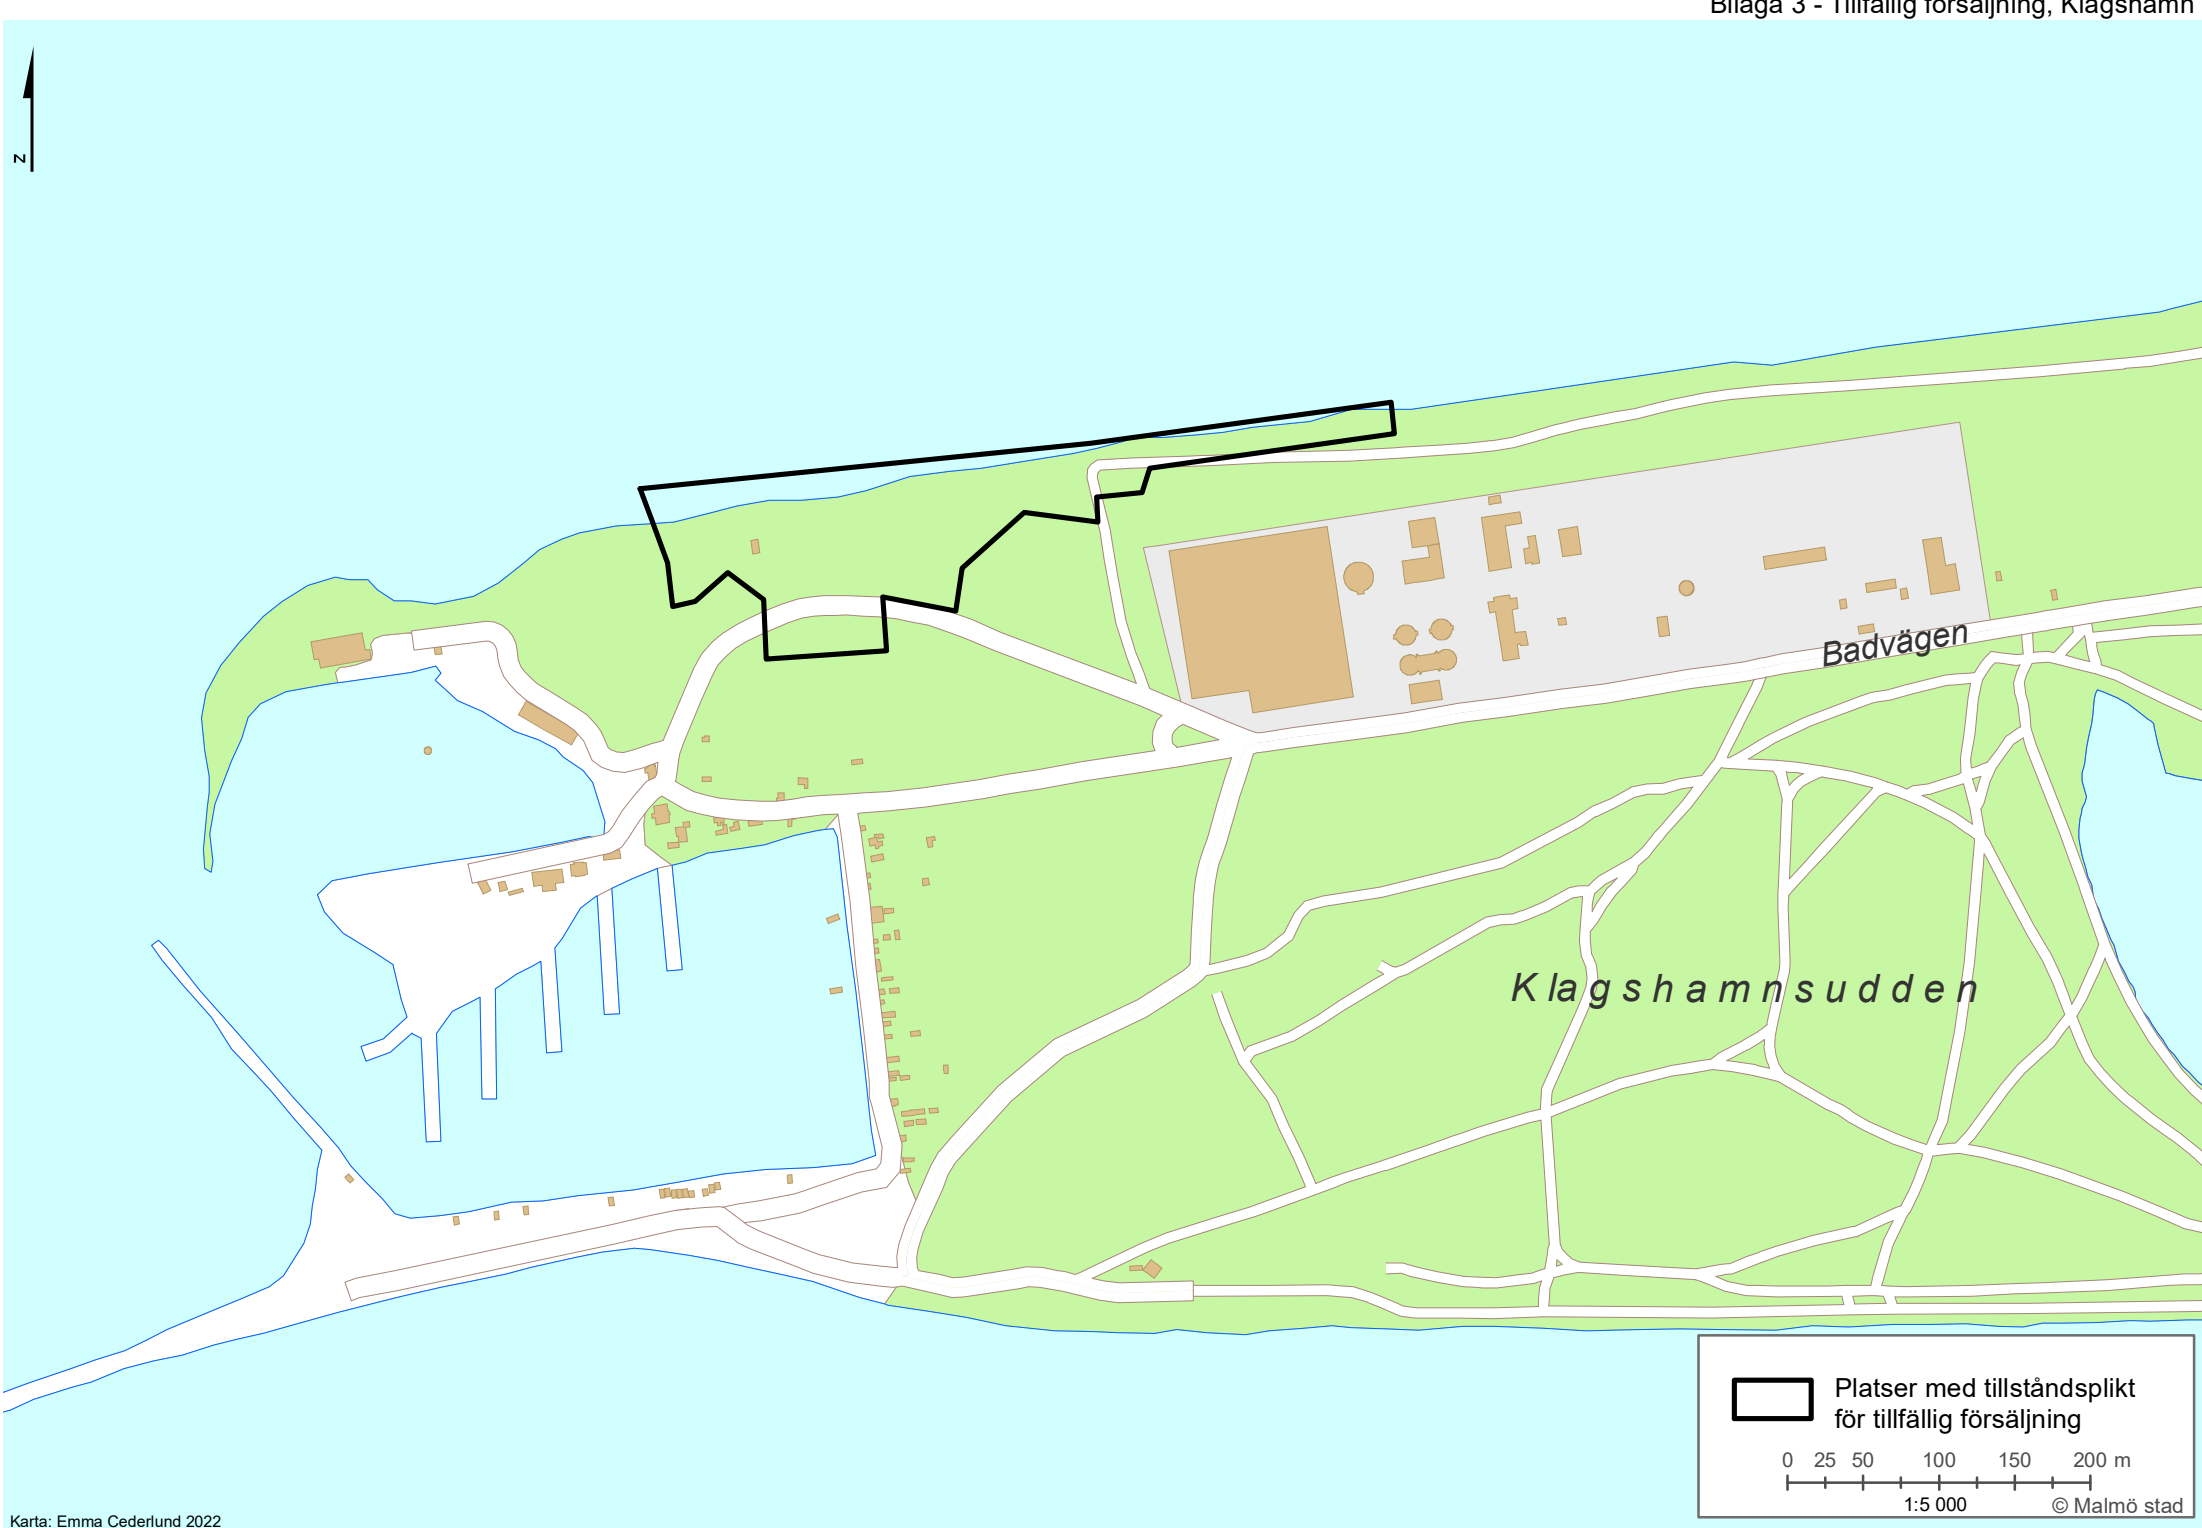 Bilaga 3 - Tillfällig försäljning, Klagshamn
z
Badvägen
Klagshamnsudden
Platser med tillståndsplikt
för tillfällig försäljning
0 25 50 100 150 200 m
1:5 000
© Malmö stad
Karta: Emma Cederlund 2022